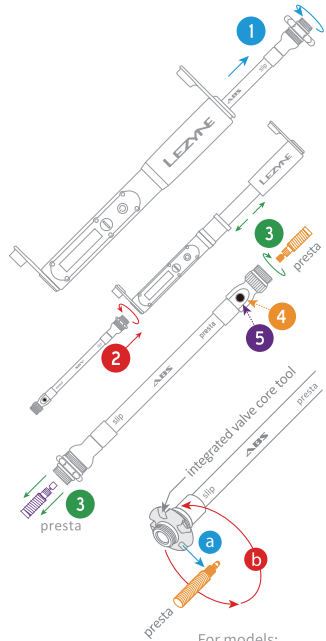 1
slip
ABS
LEZYNE
LEZYNE
3
presta
2
4
5
presta
ABS
slip
3
presta
integrated valve core tool
presta
ABS
slip
a
b
presta
For models: